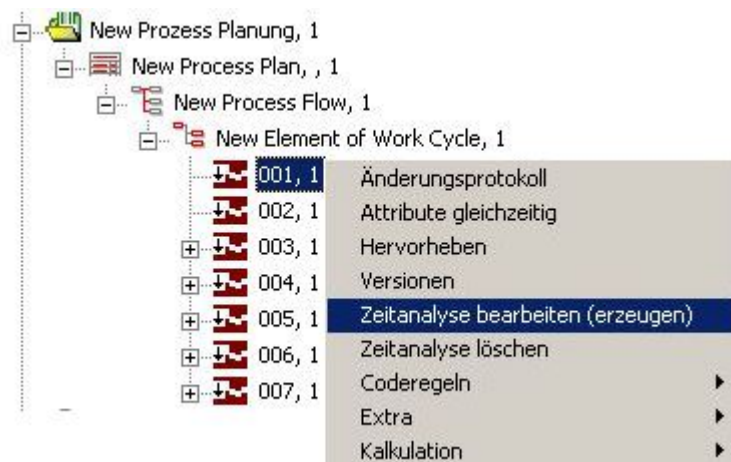 New Prozess Planung, 1
New Process Plan, , 1
New Process Flow, 1
New Element of Work Cycle, 1
001, 1
002, 1
003, 1
004, 1
005, 1
006, 1
007, 1
Änderungsprotokoll
Attribute gleichzeitig
Hervorheben
Versionen
Zeitanalyse bearbeiten (erzeugen)
Zeitanalyse löschen
Coderegeln
Extra
Kalkulation